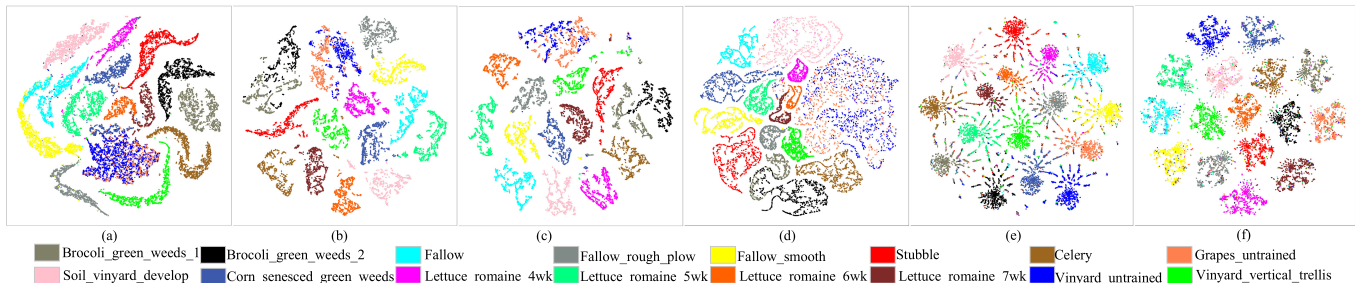 (a) (b) (c) (d) (e) (f)
Brocoli_green_weeds_1 Brocoli_green_weeds_2 Fallow Fallow_rough_plow Fallow_smooth Stubble Celery Grapes_untrained
Soil_vinyard_develop Corn_senesced_green_weeds Lettuce_romaine_4wk Lettuce_romaine_5wk Lettuce_romaine_6wk Lettuce_romaine_7wk Vinyard_untrained Vinyard_vertical_trellis